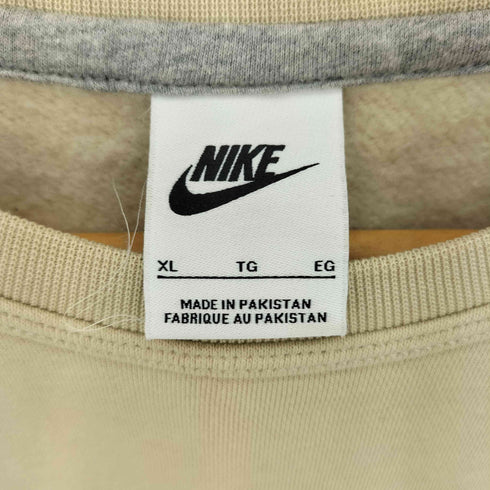 NIKE
XL TG EG
MADE IN PAKISTAN
FABRIQUE AU PAKISTAN